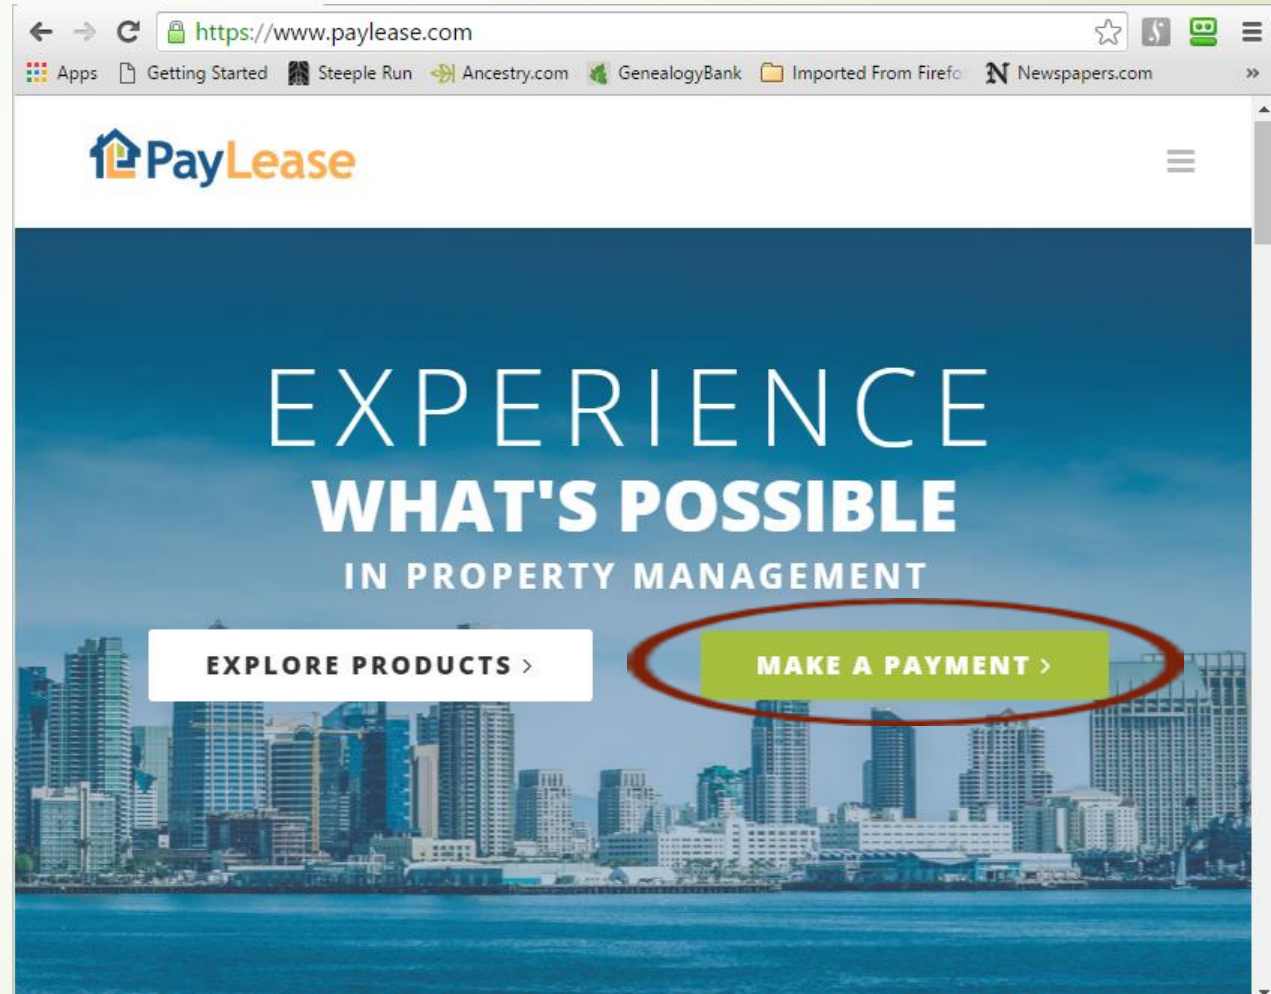 https://www.paylease.com
Apps Getting Started Steeple Run Ancestry.com GenealogyBank Imported From Firefo Newspapers.com »
PayLease
EXPERIENCE
WHAT'S POSSIBLE
IN PROPERTY MANAGEMENT
EXPLORE PRODUCTS > MAKE A PAYMENT >